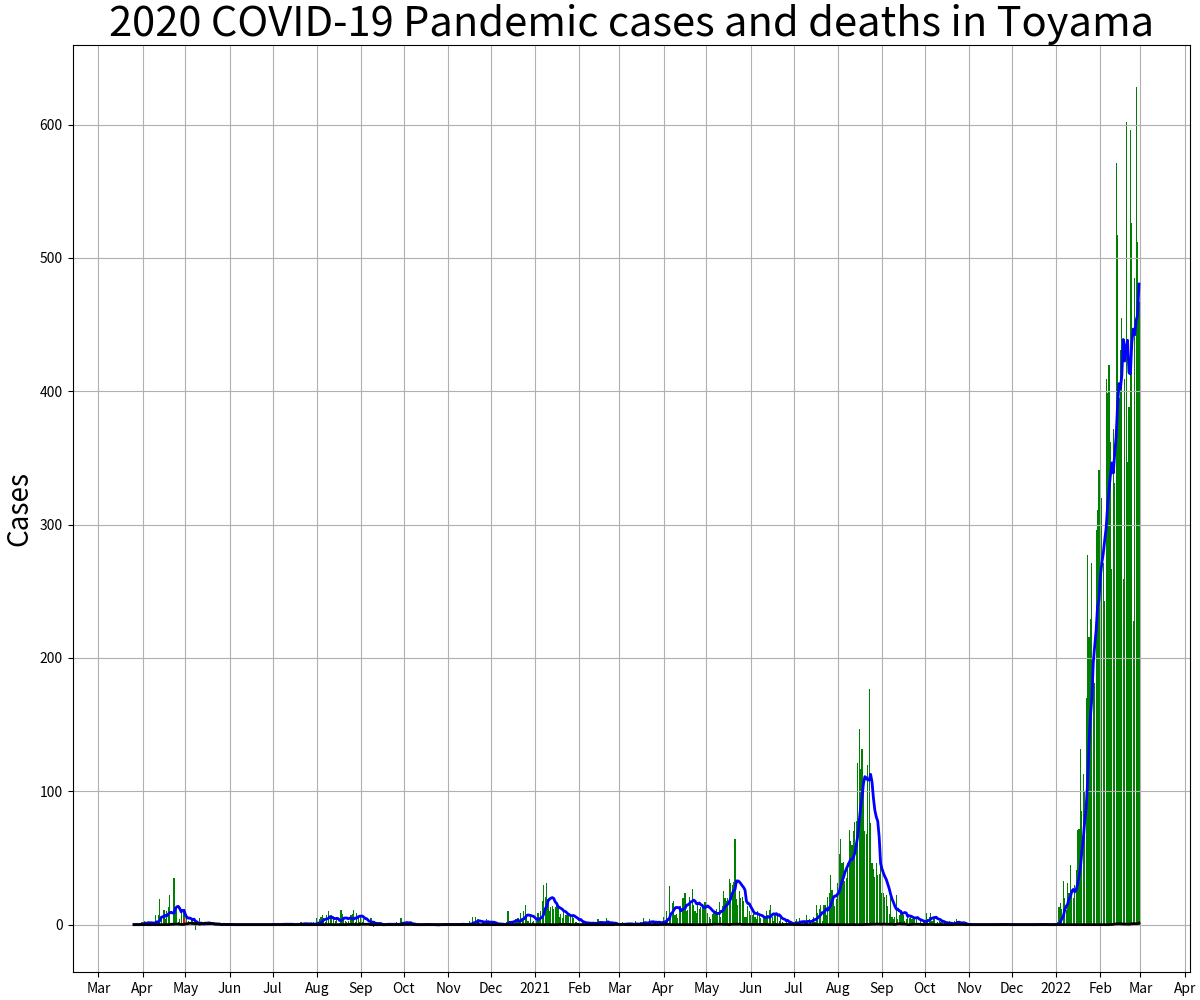 2020 COVID-19 Pandemic cases and deaths in Toyama
Cases
600
500
400
300
200
100
0
Mar Apr May Jun Jul Aug Sep Oct Nov Dec 2021 Feb Mar Apr May Jun Jul Aug Sep Oct Nov Dec 2022 Feb Mar Apr